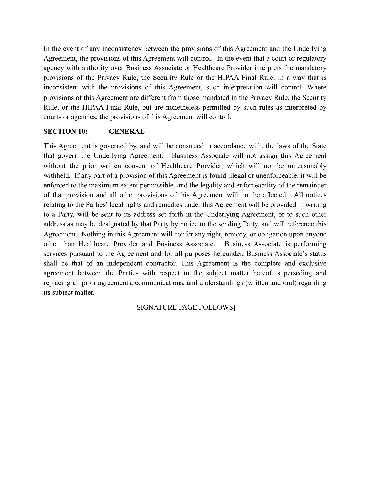 In the event of any inconsistency between the provisions of this Agreement and the Underlying
Agreement, the provisions of this Agreement will control. In the event that a court or regulatory
agency with authority over Business Associate or Healthcare Provider interprets the mandatory
provisions of the Privacy Rule, the Security Rule or the HIPAA Final Rule, in a way that is
inconsistent with the provisions of this Agreement, such interpretation will control. Where
provisions of this Agreement are different from those mandated in the Privacy Rule, the Security
Rule, or the HIPAA Final Rule, but are nonetheless permitted by such rules as interpreted by
courts or agencies, the provisions of this Agreement will control.
SECTION 10: GENERAL
This Agreement is governed by, and will be construed in accordance with, the laws of the State
that govern the Underlying Agreement. Business Associate will not assign this Agreement
without the prior written consent of Healthcare Provider, which will not be unreasonably
withheld. If any part of a provision of this Agreement is found illegal or unenforceable, it will be
enforced to the maximum extent permissible, and the legality and enforceability of the remainder
of that provision and all other provisions of this Agreement will not be affected. All notices
relating to the Parties' legal rights and remedies under this Agreement will be provided in writing
to a Party, will be sent to its address set forth in the Underlying Agreement, or to such other
address as may be designated by that Party by notice to the sending Party, and will reference this
Agreement. Nothing in this Agreement will confer any right, remedy, or obligation upon anyone
other than Healthcare Provider and Business Associate. Business Associate is performing
services pursuant to the Agreement and for all purposes hereunder, Business Associate's status
shall be that of an independent contractor. This Agreement is the complete and exclusive
agreement between the Parties with respect to the subject matter hereof, superseding and
replacing all prior agreements, communications, and understandings (written and oral) regarding
its subject matter.
[SIGNATURE PAGE FOLLOWS]